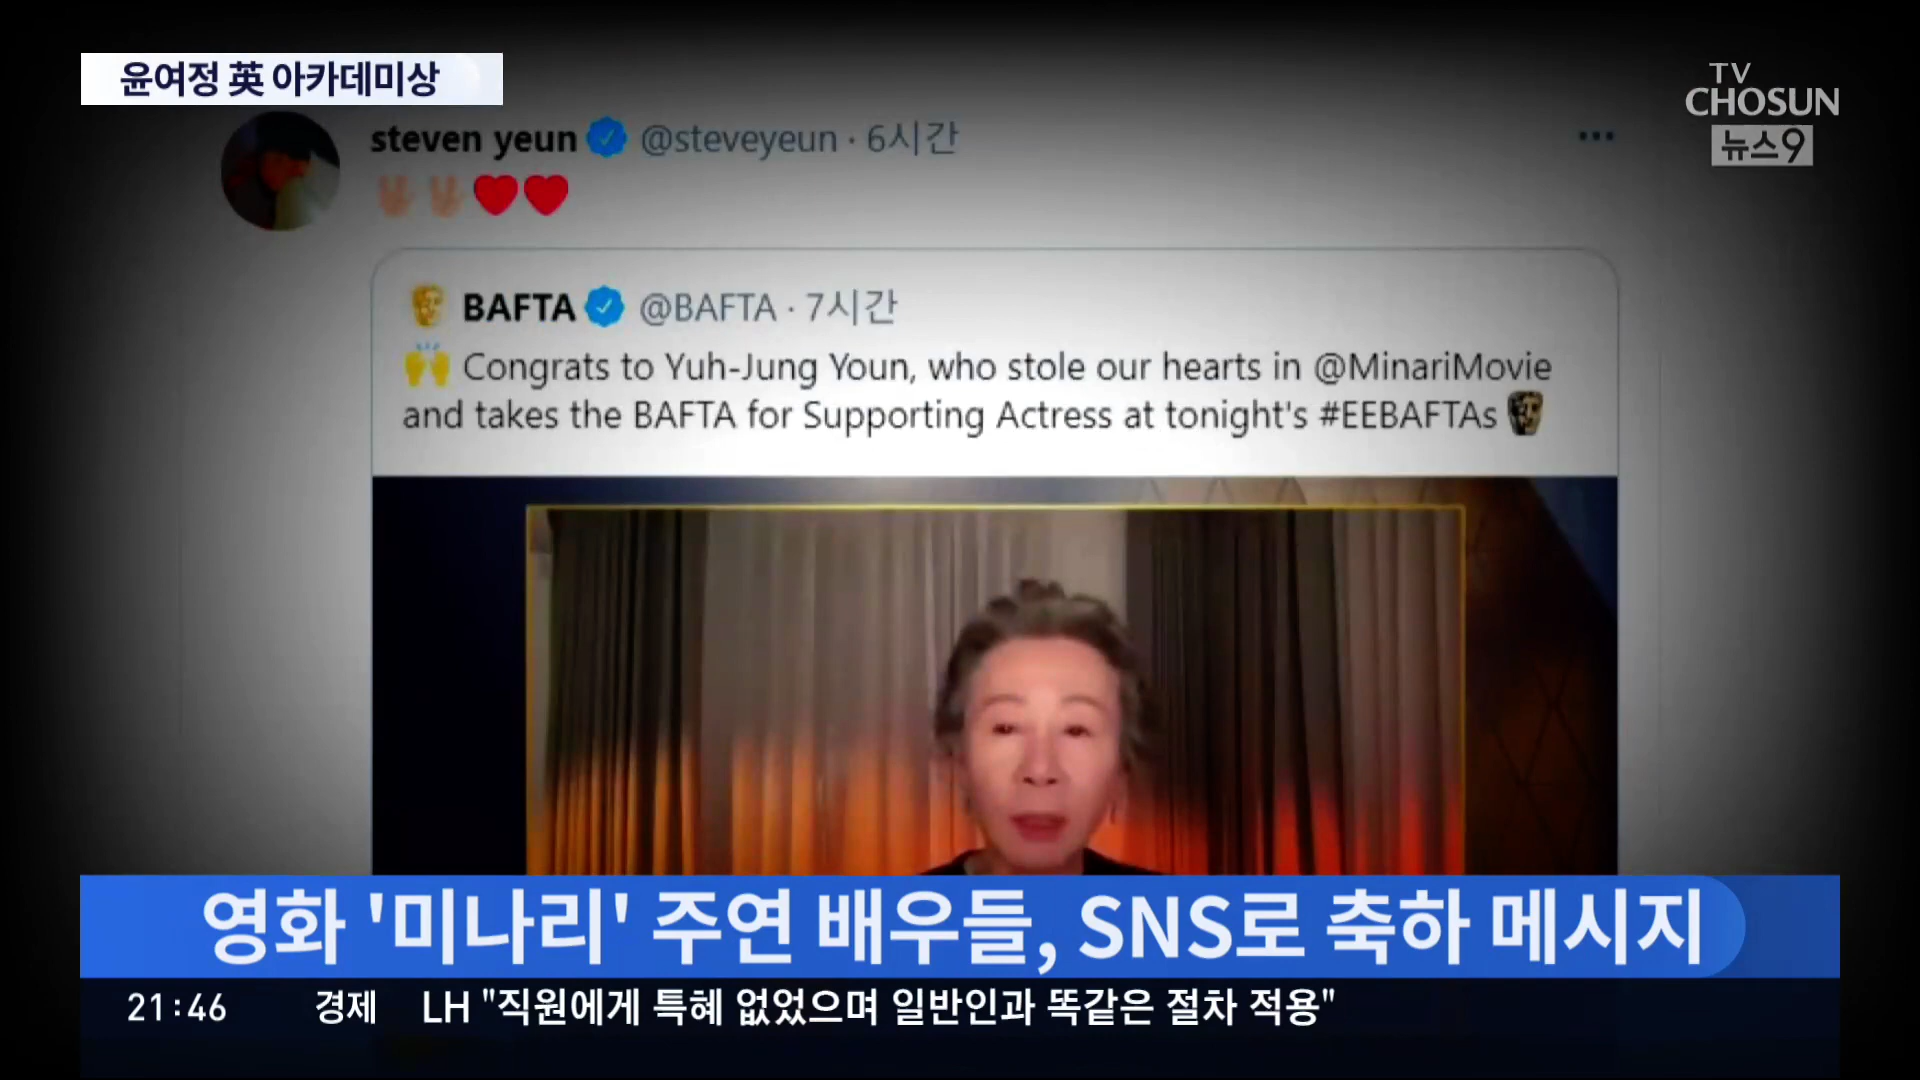 윤여정 英 아카데미상
TV
CHOSUN
뉴스9
steven yeun @steveyeun · 6시간
BAFTA @BAFTA · 7시간
Congrats to Yuh-Jung Youn, who stole our hearts in @MinariMovie
and takes the BAFTA for Supporting Actress at tonight's #EEBAFTAs
영화 '미나리' 주연 배우들, SNS로 축하 메시지
21:46 경제 LH "직원에게 특혜 없었으며 일반인과 똑같은 절차 적용"